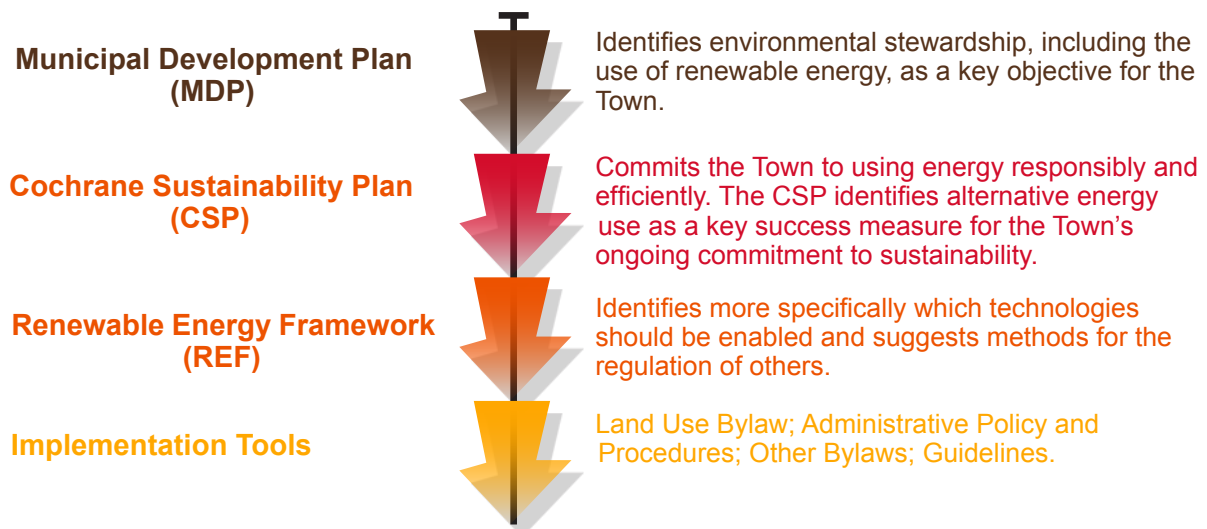 Municipal Development Plan
(MDP)
Identifies environmental stewardship, including the
use of renewable energy, as a key objective for the
Town.
Cochrane Sustainability Plan
(CSP)
Commits the Town to using energy responsibly and
efficiently. The CSP identifies alternative energy
use as a key success measure for the Town’s
ongoing commitment to sustainability.
Renewable Energy Framework
(REF)
Identifies more specifically which technologies
should be enabled and suggests methods for the
regulation of others.
Implementation Tools
Land Use Bylaw; Administrative Policy and
Procedures; Other Bylaws; Guidelines.